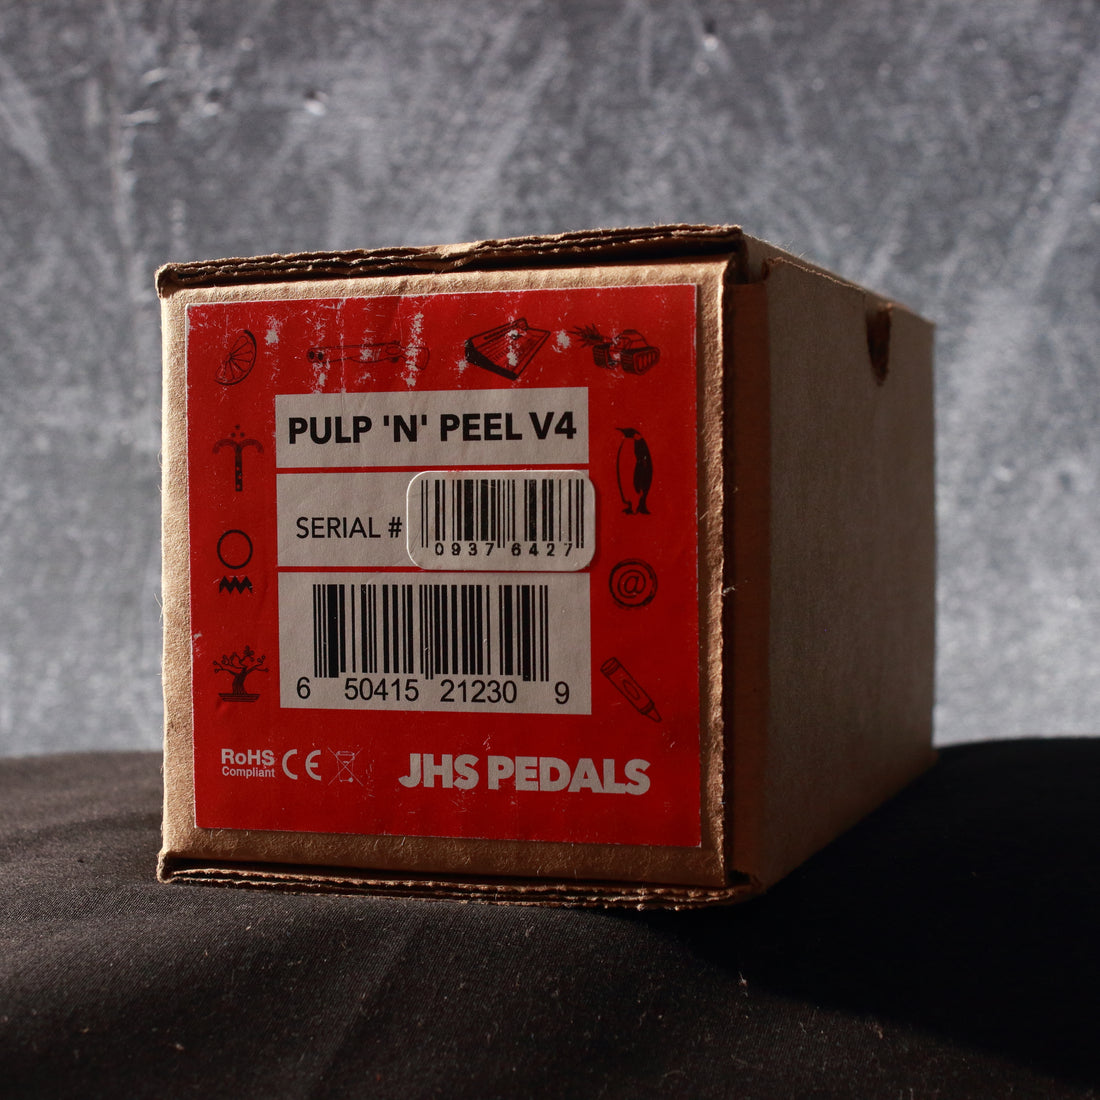 PULP 'N' PEEL V4
SERIAL #
0937 6427
6 50415 21230 9
RoHS
Compliant
CE
JHS PEDALS
@